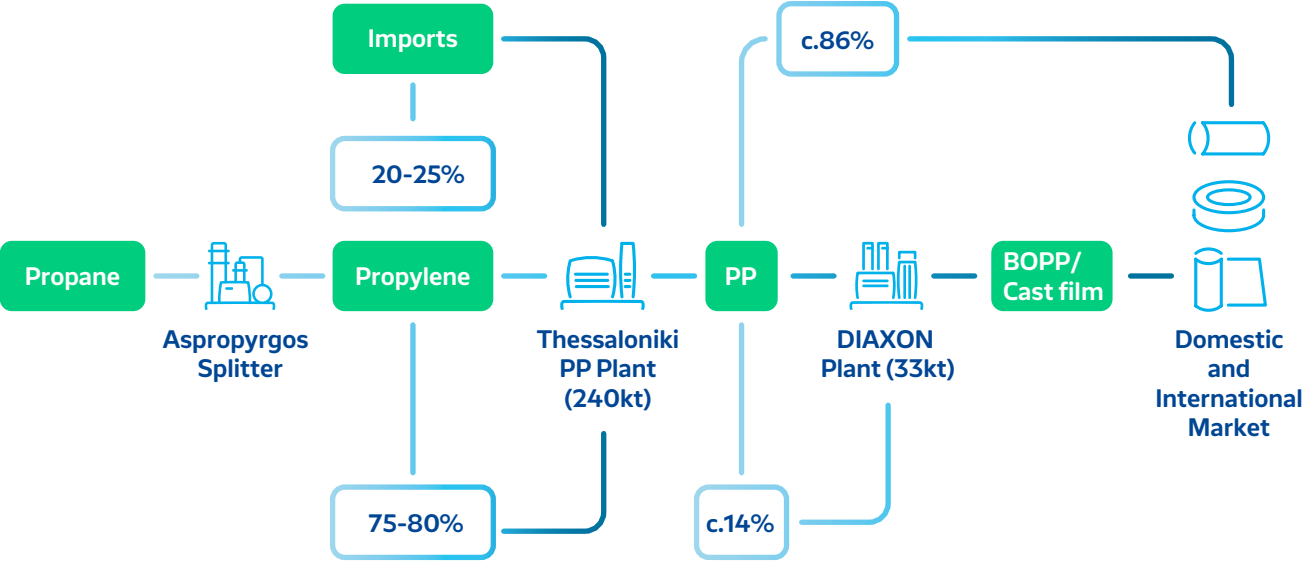 Imports
c.86%
20-25%
Propane
Propylene
PP
BOPP/
Cast film
Aspropyrgos
Splitter
Thessaloniki
PP Plant
(240kt)
DIAXON
Plant (33kt)
Domestic
and
International
Market
75-80%
c.14%